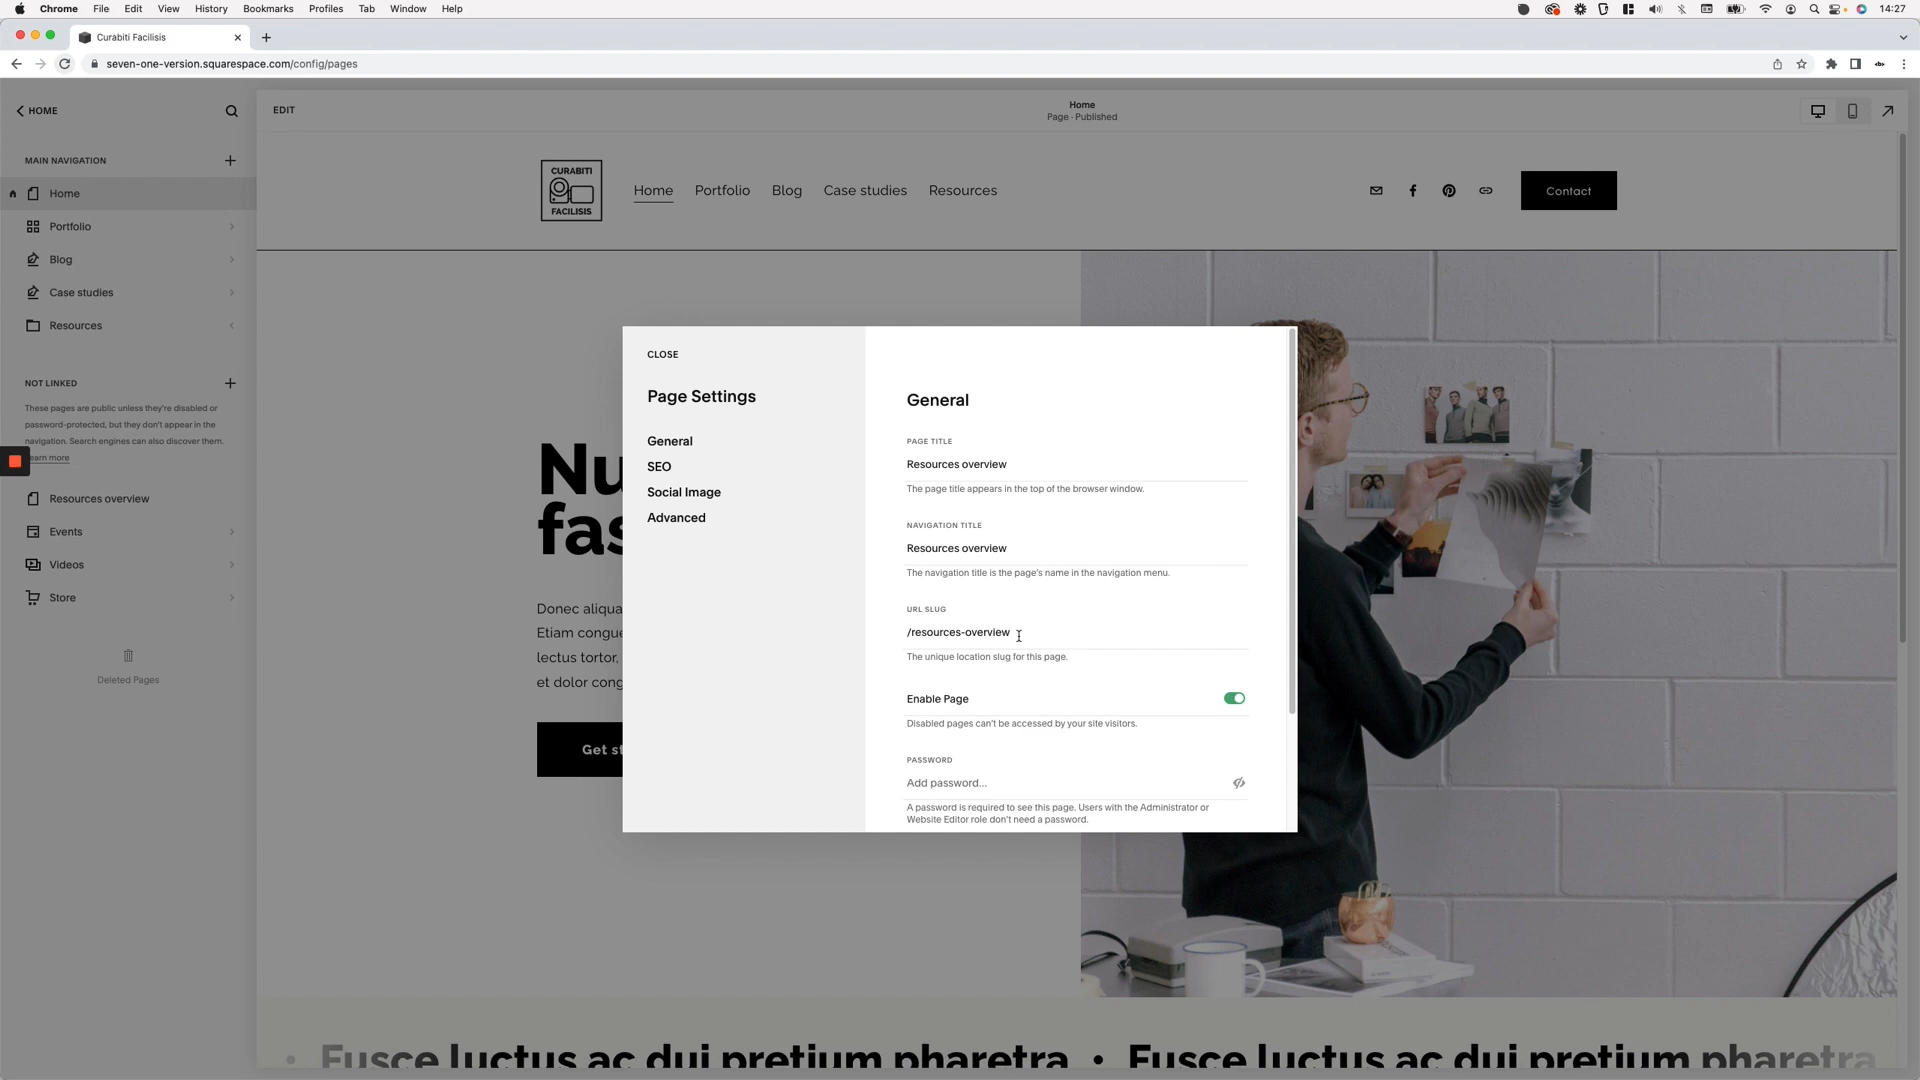 Chrome File Edit View History Bookmarks Profiles Tab Window Help 14:27
Curabiti Facilisis
seven-one-version.squarespace.com/config/pages
HOME
EDIT
Home
Page · Published
MAIN NAVIGATION
Home
Portfolio
Blog
Case studies
Resources
NOT LINKED
These pages are public unless they're disabled or
password-protected, but they don't appear in the
navigation. Search engines can also discover them.
earn more
Resources overview
Events
Videos
Store
Deleted Pages
CURABITI
FACILISIS
Home Portfolio Blog Case studies Resources
Contact
Nu
fas
Donec aliqua
Etiam congue
lectus tortor,
et dolor cong
Get st
CLOSE
Page Settings
General
SEO
Social Image
Advanced
General
PAGE TITLE
Resources overview
The page title appears in the top of the browser window.
NAVIGATION TITLE
Resources overview
The navigation title is the page's name in the navigation menu.
URL SLUG
/resources-overview
The unique location slug for this page.
Enable Page
Disabled pages can't be accessed by your site visitors.
PASSWORD
Add password...
A password is required to see this page. Users with the Administrator or
Website Editor role don't need a password.
• Fusce luctus ac dui pretium pharetra • Fusce luctus ac dui pretium pharetra